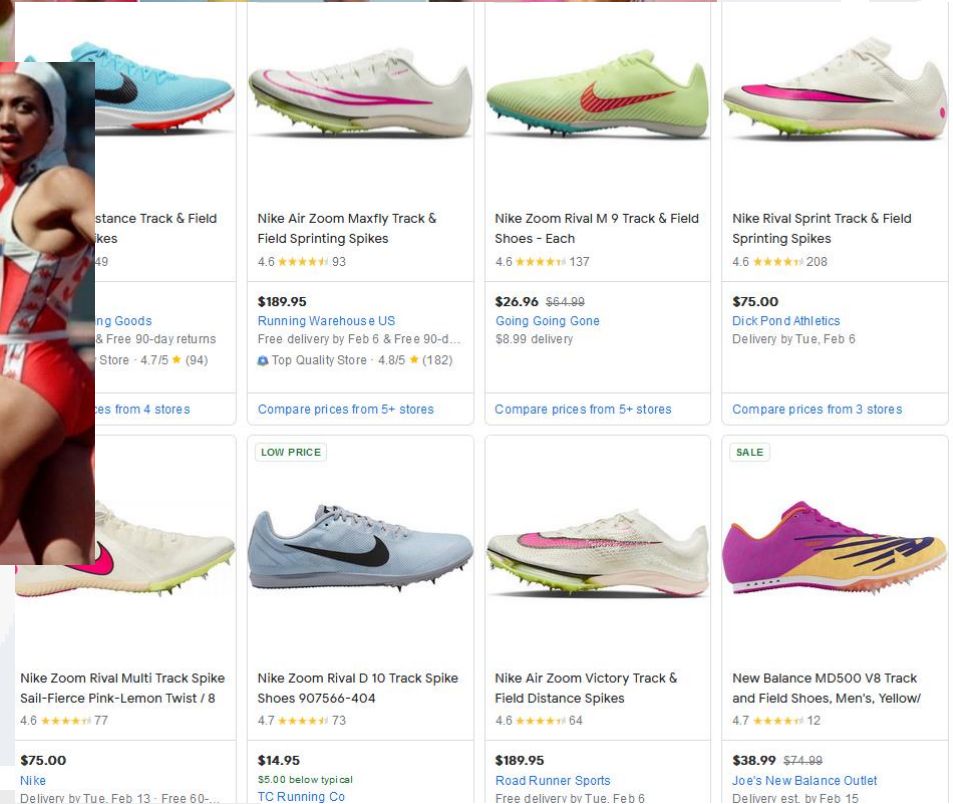 stance Track & Field
kes
49
ng Goods
& Free 90-day returns
Store · 4.7/5 ★ (94)
ces from 4 stores
Nike Air Zoom Maxfly Track &
Field Sprinting Spikes
4.6 ★★★★★ 93
$189.95
Running Warehouse US
Free delivery by Feb 6 & Free 90-d...
Top Quality Store · 4.8/5 ★ (182)
Compare prices from 5+ stores
Nike Zoom Rival M 9 Track & Field
Shoes - Each
4.6 ★★★★★ 137
$26.96 $64.99
Going Going Gone
$8.99 delivery
Compare prices from 5+ stores
Nike Rival Sprint Track & Field
Sprinting Spikes
4.6 ★★★★★ 208
$75.00
Dick Pond Athletics
Delivery by Tue, Feb 6
Compare prices from 3 stores
Nike Zoom Rival Multi Track Spike
Sail-Fierce Pink-Lemon Twist / 8
4.6 ★★★★★ 77
$75.00
Nike
Delivery by Tue, Feb 13 · Free 60-...
LOW PRICE
Nike Zoom Rival D 10 Track Spike
Shoes 907566-404
4.7 ★★★★★ 73
$14.95
$5.00 below typical
TC Running Co
Nike Air Zoom Victory Track &
Field Distance Spikes
4.6 ★★★★★ 64
$189.95
Road Runner Sports
Free delivery by Tue, Feb 6
SALE
New Balance MD500 V8 Track
and Field Shoes, Men's, Yellow/
4.7 ★★★★★ 12
$38.99 $74.99
Joe's New Balance Outlet
Delivery est. by Feb 15